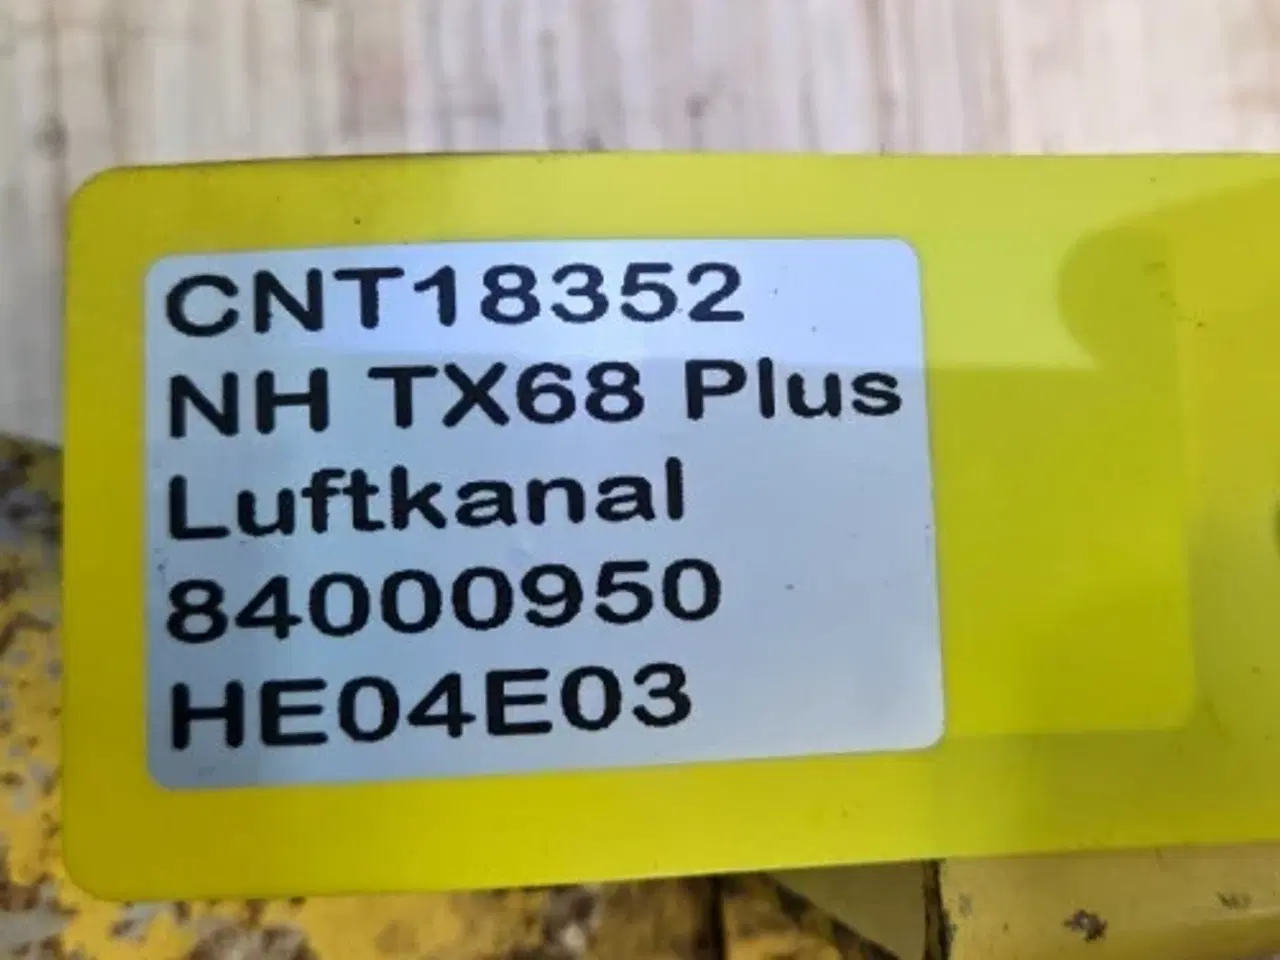 CNT18352
NH TX68 Plus
Luftkanal
84000950
HE04E03